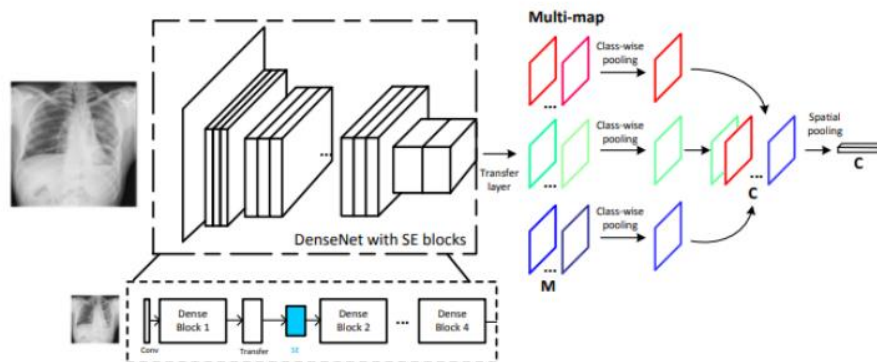 Multi-map
Class-wise
pooling
...
Class-wise
pooling
Spatial
pooling
...
Transfer
layer
...
...
C
C
Class-wise
pooling
DenseNet with SE blocks
...
M
Conv
Dense
Block 1
Transfer
SE
Dense
Block 2
...
Dense
Block 4